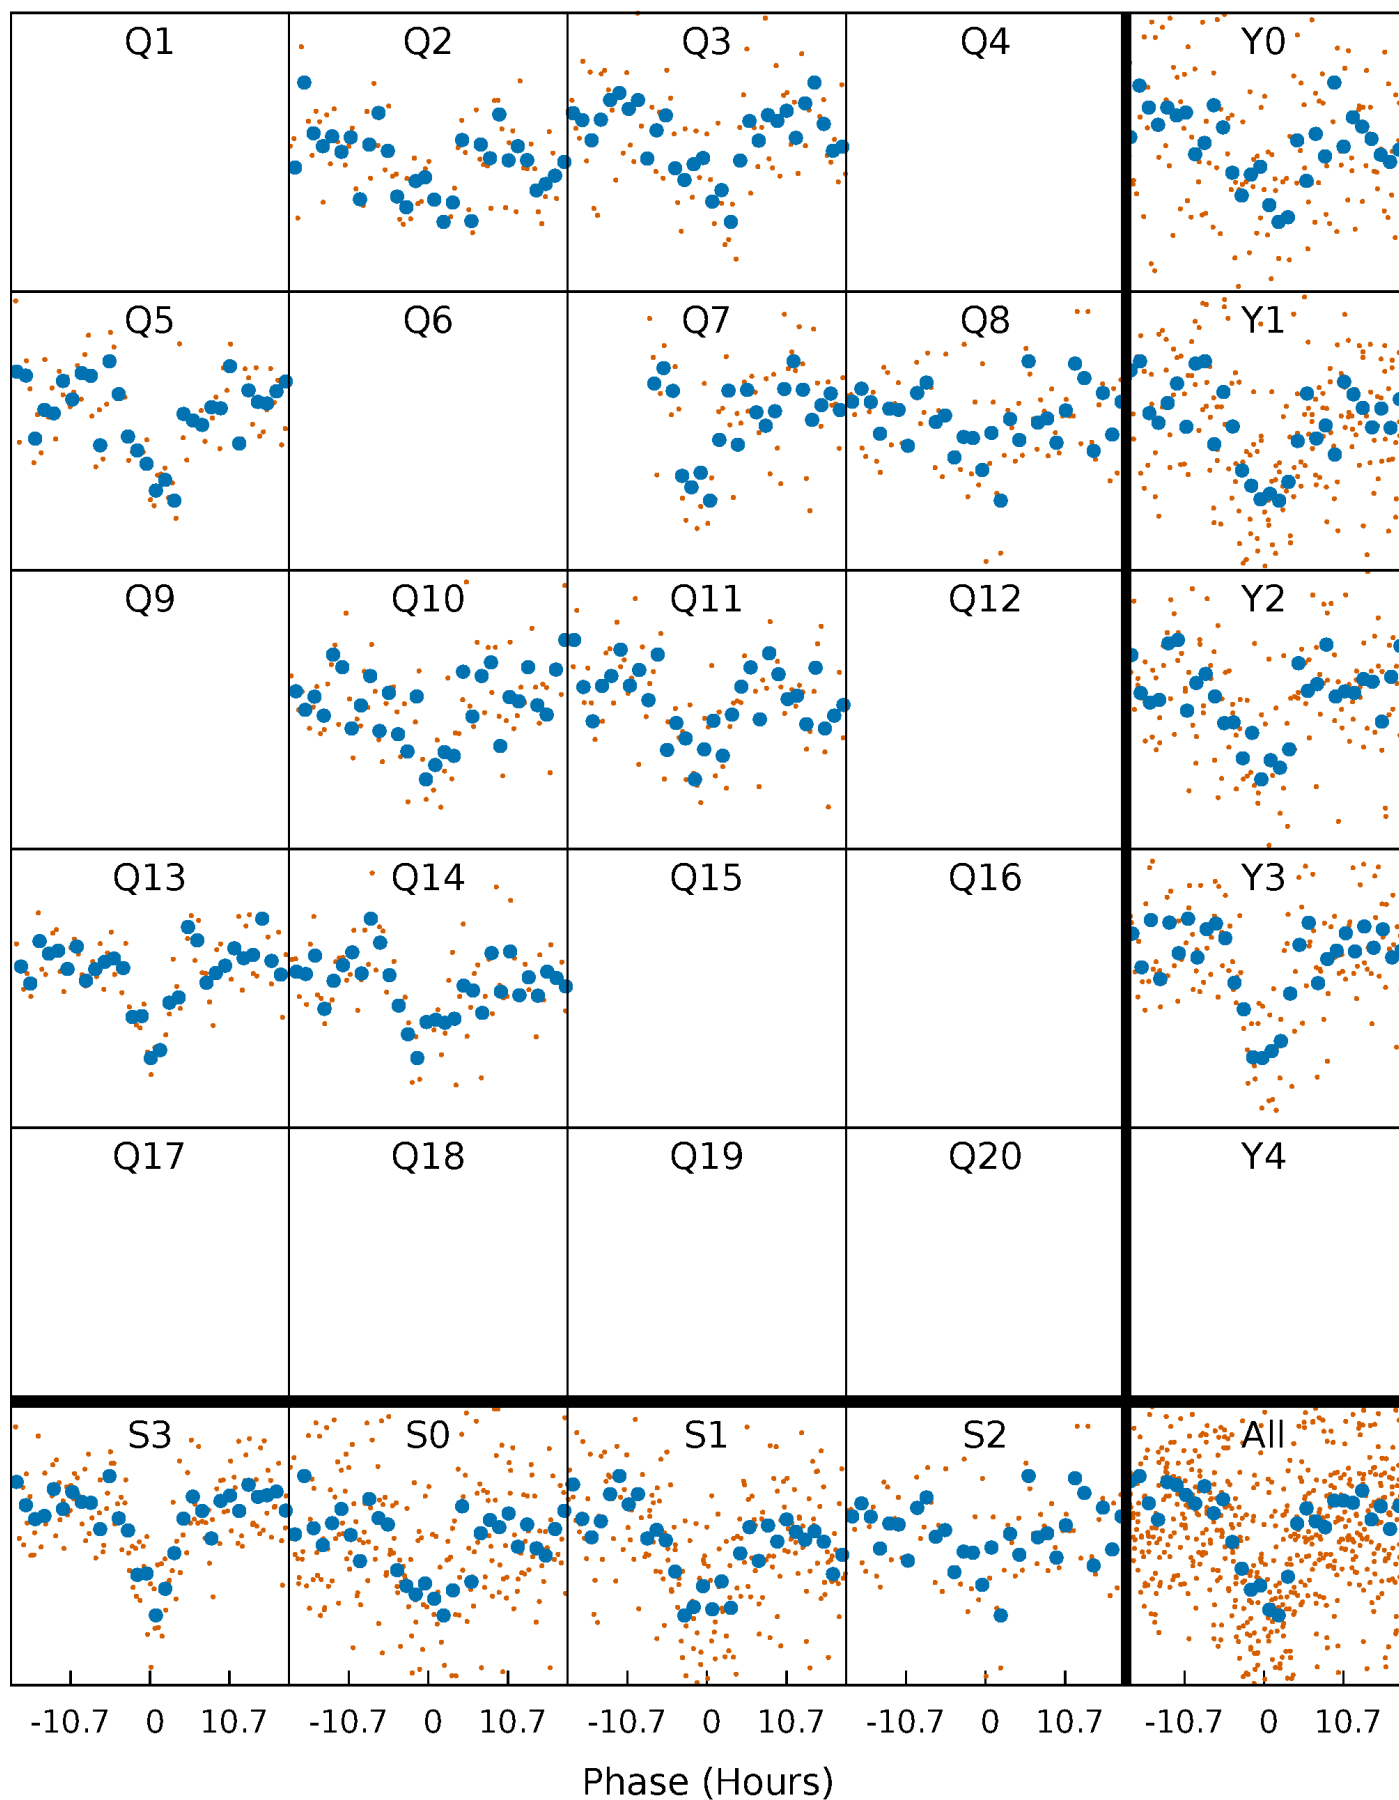 Q1 Q2 Q3 Q4 Y0
Q5 Q6 Q7 Q8 Y1
Q9 Q10 Q11 Q12 Y2
Q13 Q14 Q15 Q16 Y3
Q17 Q18 Q19 Q20 Y4
S3 S0 S1 S2 All
-10.7 0 10.7 -10.7 0 10.7 -10.7 0 10.7 -10.7 0 10.7 -10.7 0 10.7
Phase (Hours)